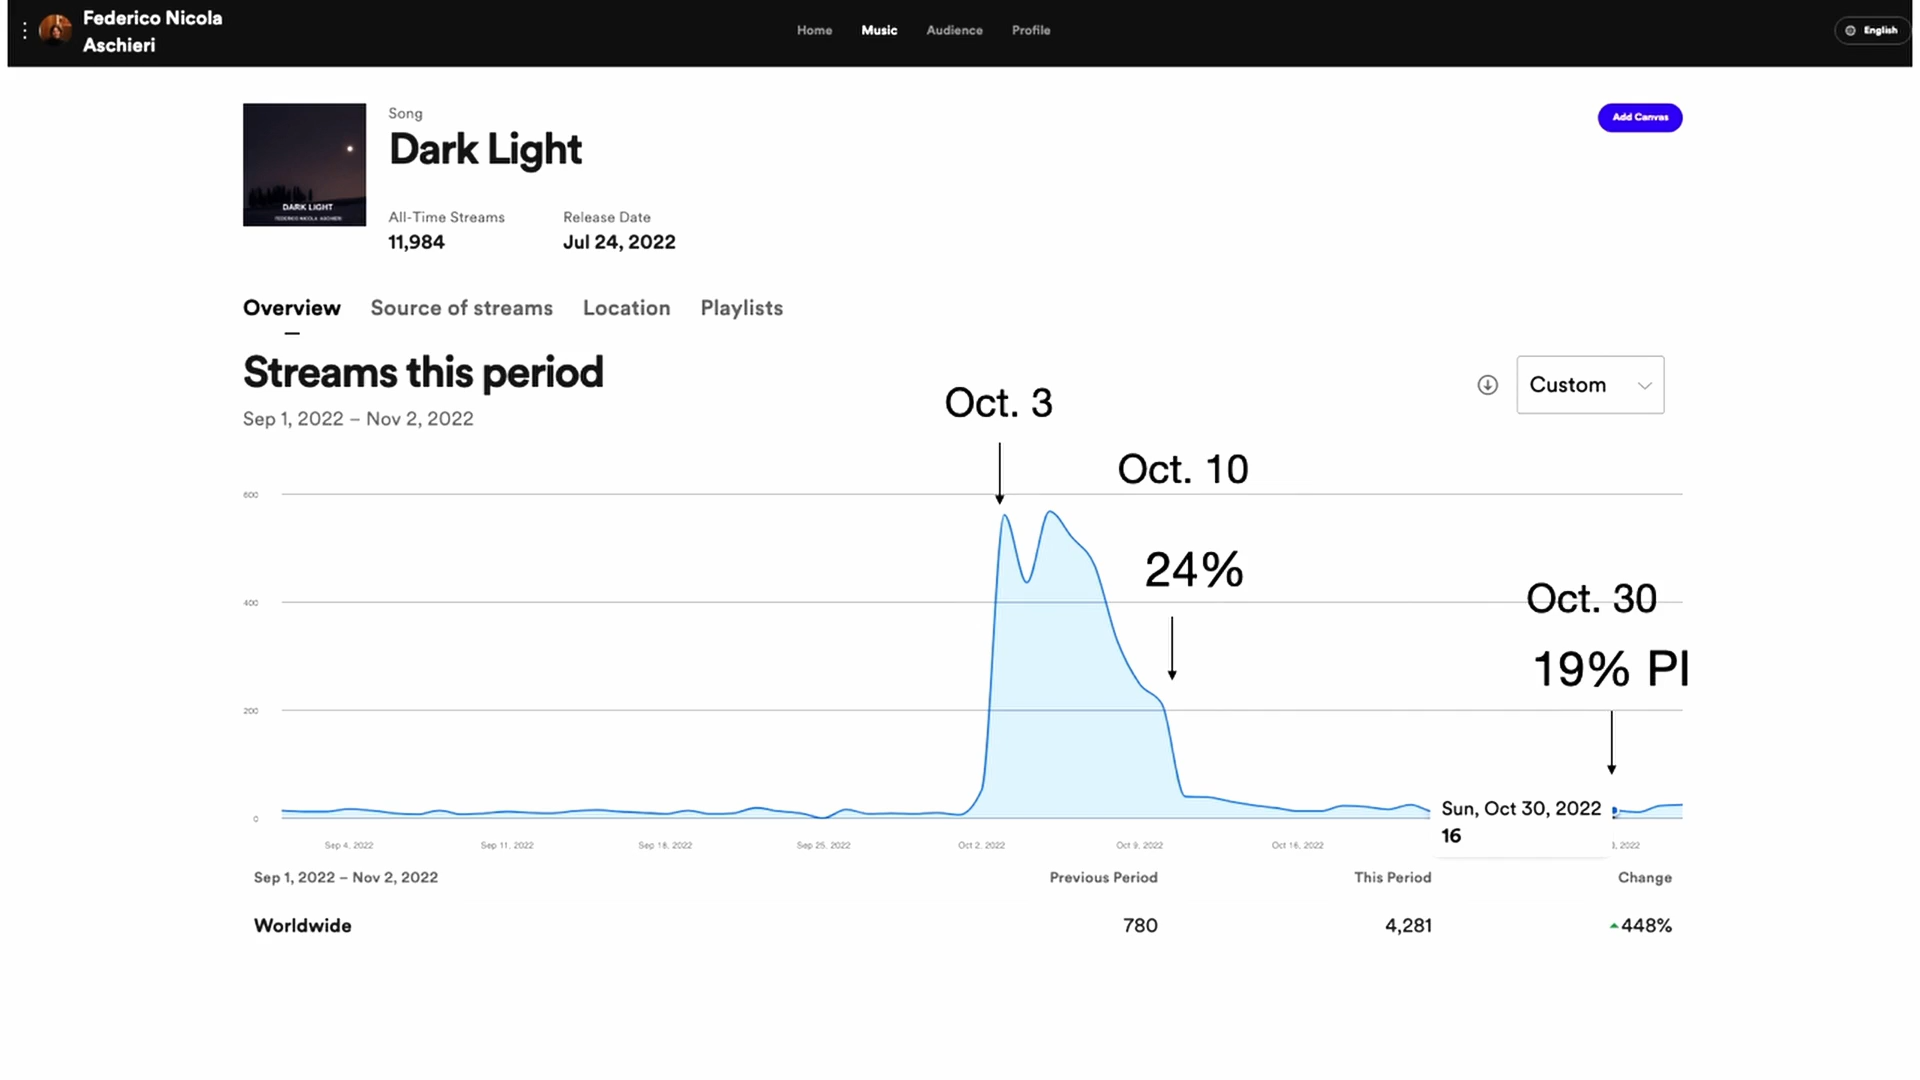 Federico Nicola
Aschieri
Home Music Audience Profile
English
Song
Dark Light
Add Canvas
DARK LIGHT
FEDERICO NICOLA ASCHIERI
All-Time Streams Release Date
11,984 Jul 24, 2022
Overview Source of streams Location Playlists
Streams this period
Sep 1, 2022 – Nov 2, 2022
Custom
Oct. 3
Oct. 10
24%
Oct. 30
19% PI
600
400
200
0
Sun, Oct 30, 2022
16
Sep 4, 2022 Sep 11, 2022 Sep 18, 2022 Sep 25, 2022 Oct 2, 2022 Oct 9, 2022 Oct 16, 2022 , 2022
Sep 1, 2022 – Nov 2, 2022 Previous Period This Period Change
Worldwide 780 4,281 448%